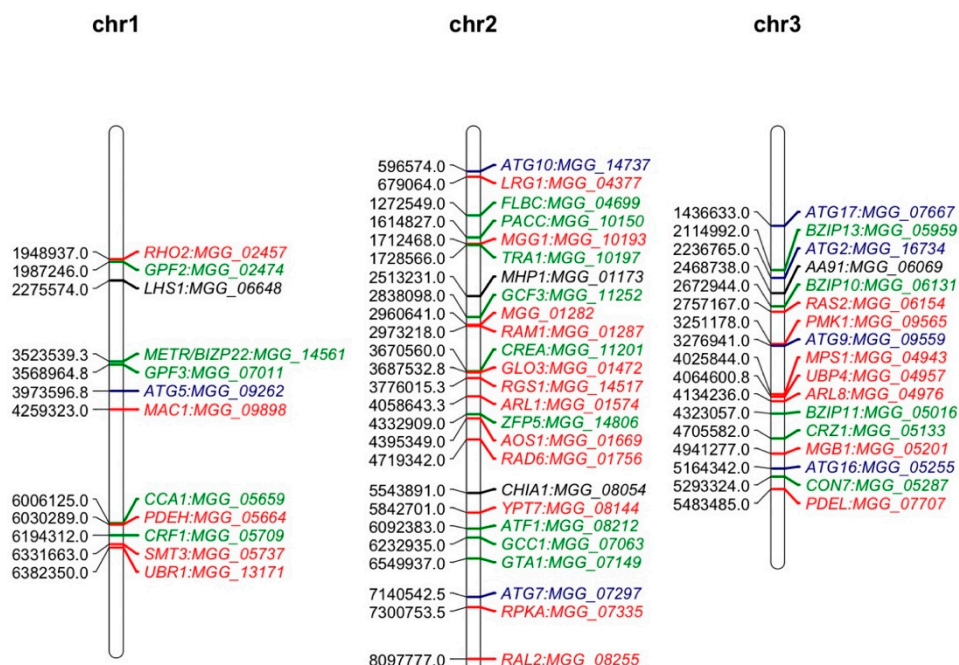 chr1
chr2
chr3
1948937.0 RHO2:MGG_02457
1987246.0 GPF2:MGG_02474
2275574.0 LHS1:MGG_06648
3523539.3 METR/BIZP22:MGG_14561
3568964.8 GPF3:MGG_07011
3973596.8 ATG5:MGG_09262
4259323.0 MAC1:MGG_09898
6006125.0 CCA1:MGG_05659
6030289.0 PDEH:MGG_05664
6194312.0 CRF1:MGG_05709
6331663.0 SMT3:MGG_05737
6382350.0 UBR1:MGG_13171
596574.0 ATG10:MGG_14737
679064.0 LRG1:MGG_04377
1272549.0 FLBC:MGG_04699
1614827.0 PACC:MGG_10150
1712468.0 MGG1:MGG_10193
1728566.0 TRA1:MGG_10197
2513231.0 MHP1:MGG_01173
2838098.0 GCF3:MGG_11252
2960641.0 MGG_01282
2973218.0 RAM1:MGG_01287
3670560.0 CREA:MGG_11201
3687532.8 GLO3:MGG_01472
3776015.3 RGS1:MGG_14517
4058643.3 ARL1:MGG_01574
4332909.0 ZFP5:MGG_14806
4395349.0 AOS1:MGG_01669
4719342.0 RAD6:MGG_01756
5543891.0 CHIA1:MGG_08054
5842701.0 YPT7:MGG_08144
6092383.0 ATF1:MGG_08212
6232935.0 GCC1:MGG_07063
6549937.0 GTA1:MGG_07149
7140542.5 ATG7:MGG_07297
7300753.5 RPKA:MGG_07335
8097777.0 RAL2:MGG_08255
1436633.0 ATG17:MGG_07667
2114992.0 BZIP13:MGG_05959
2236765.0 ATG2:MGG_16734
2468738.0 AA91:MGG_06069
2672944.0 BZIP10:MGG_06131
2757167.0 RAS2:MGG_06154
3251178.0 PMK1:MGG_09565
3276941.0 ATG9:MGG_09559
4025844.0 MPS1:MGG_04943
4064600.8 UBP4:MGG_04957
4134236.0 ARL8:MGG_04976
4323057.0 BZIP11:MGG_05016
4705582.0 CRZ1:MGG_05133
4941277.0 MGB1:MGG_05201
5164342.0 ATG16:MGG_05255
5293324.0 CON7:MGG_05287
5483485.0 PDEL:MGG_07707